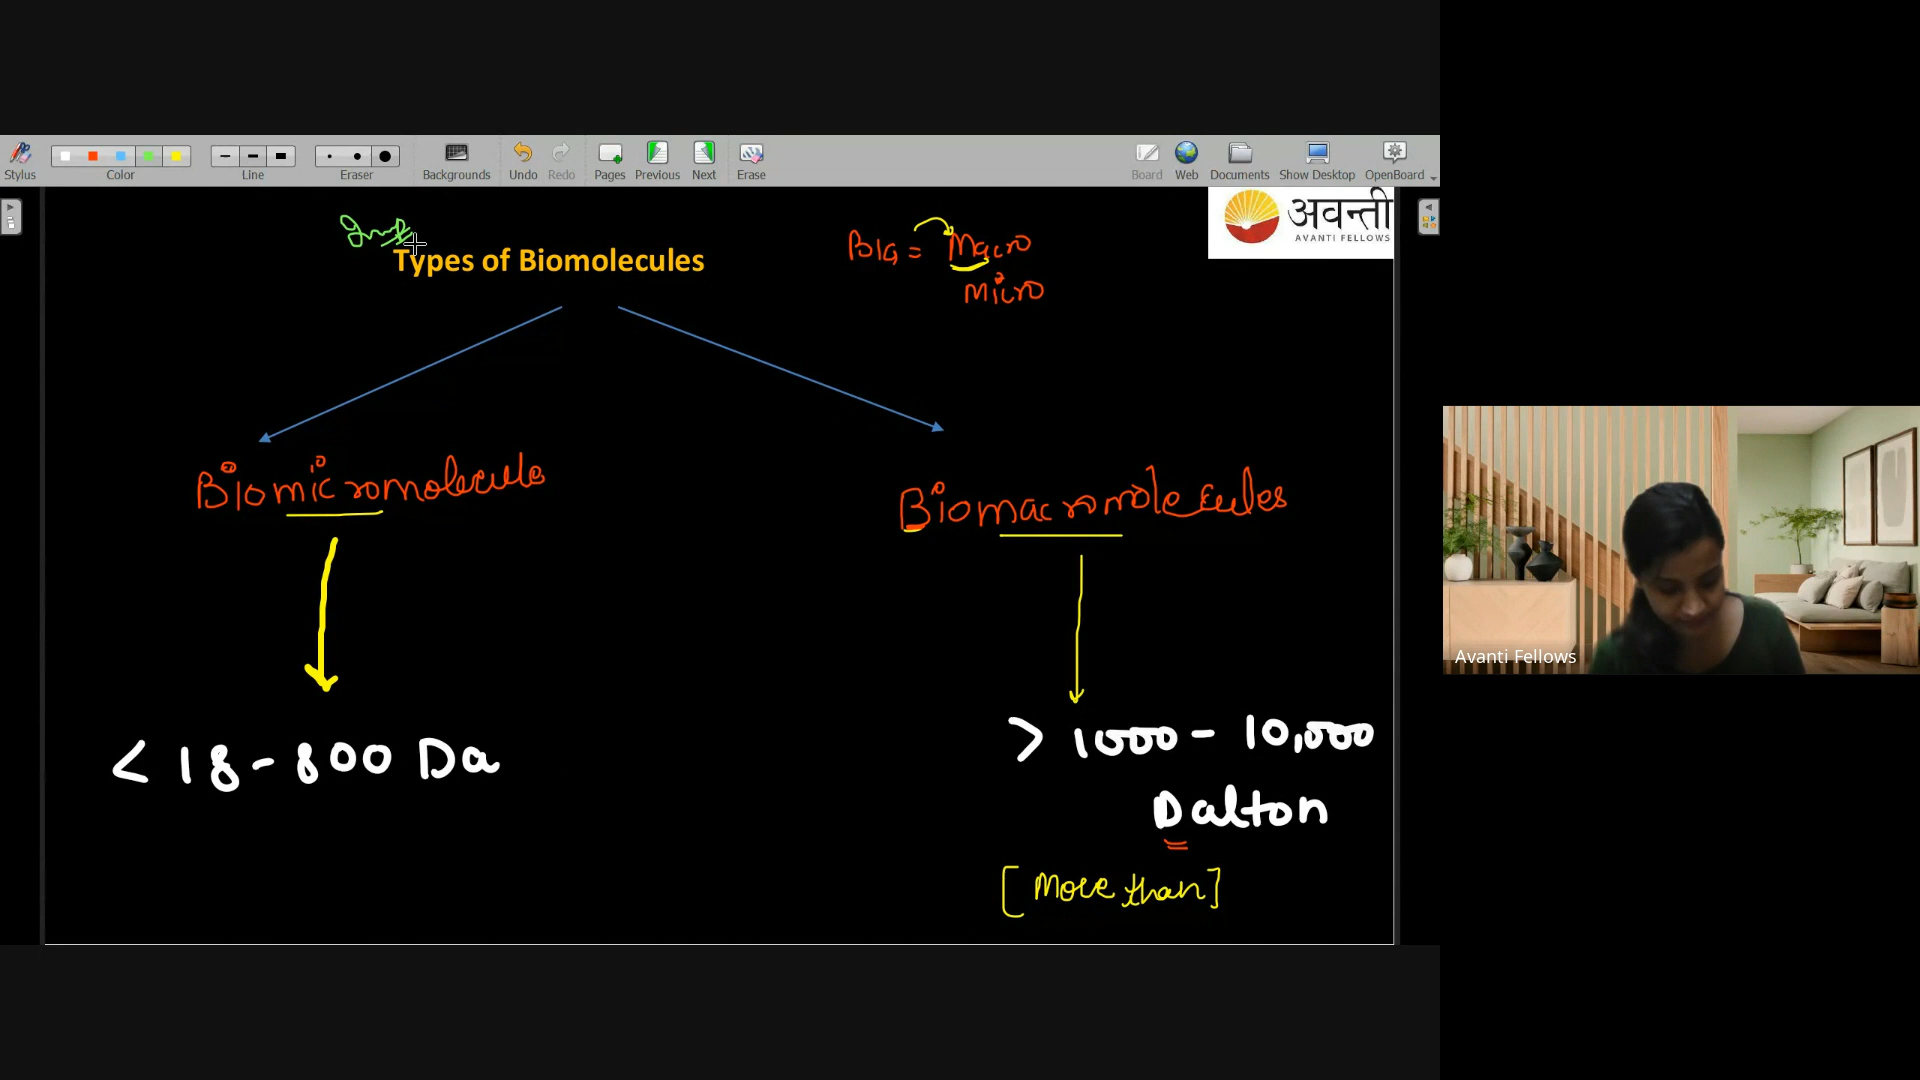 Stylus
Color
Line
Eraser
Backgrounds
Undo
Redo
Pages
Previous
Next
Erase
Board
Web
Documents
Show Desktop
OpenBoard
Imp
Types of Biomolecules
BIG = Macro
Micro
अवन्ती
AVANTI FELLOWS
Biomicromolecule
Biomacromolecules
< 18 - 800 Da
> 1000 - 10,000
Dalton
[More than]
Avanti Fellows